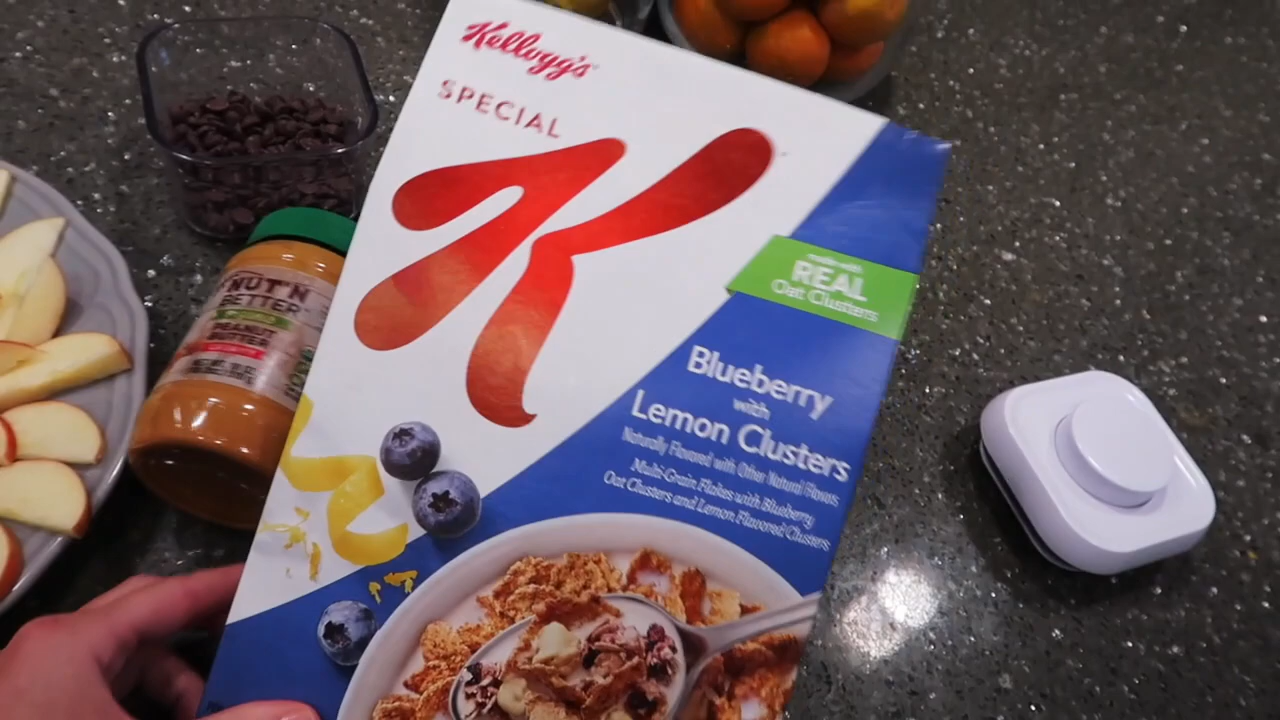 Kellogg's
SPECIAL
K
REAL
Oat Clusters
Blueberry
with
Lemon Clusters
Naturally Flavored with Other Natural Flavors
Multi-Grain Flakes with Blueberry
Oat Clusters and Lemon Flavored Clusters
NUT'N
BETTER
PEANUT
BUTTER